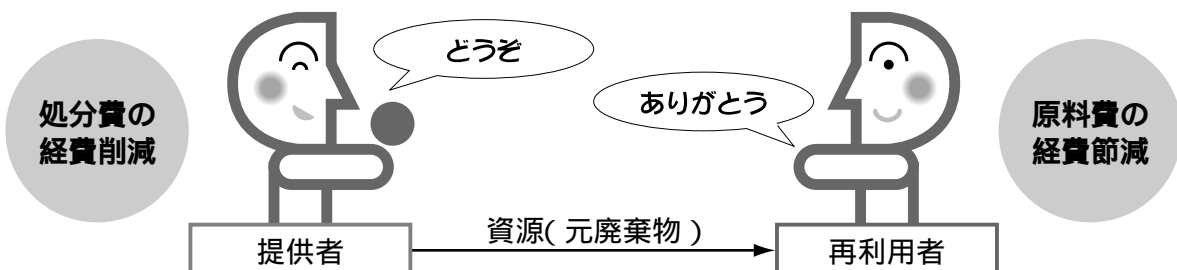 どうぞ
ありがとう
処分費の
経費削減
原料費の
経費節減
資源(元廃棄物)
提供者
再利用者